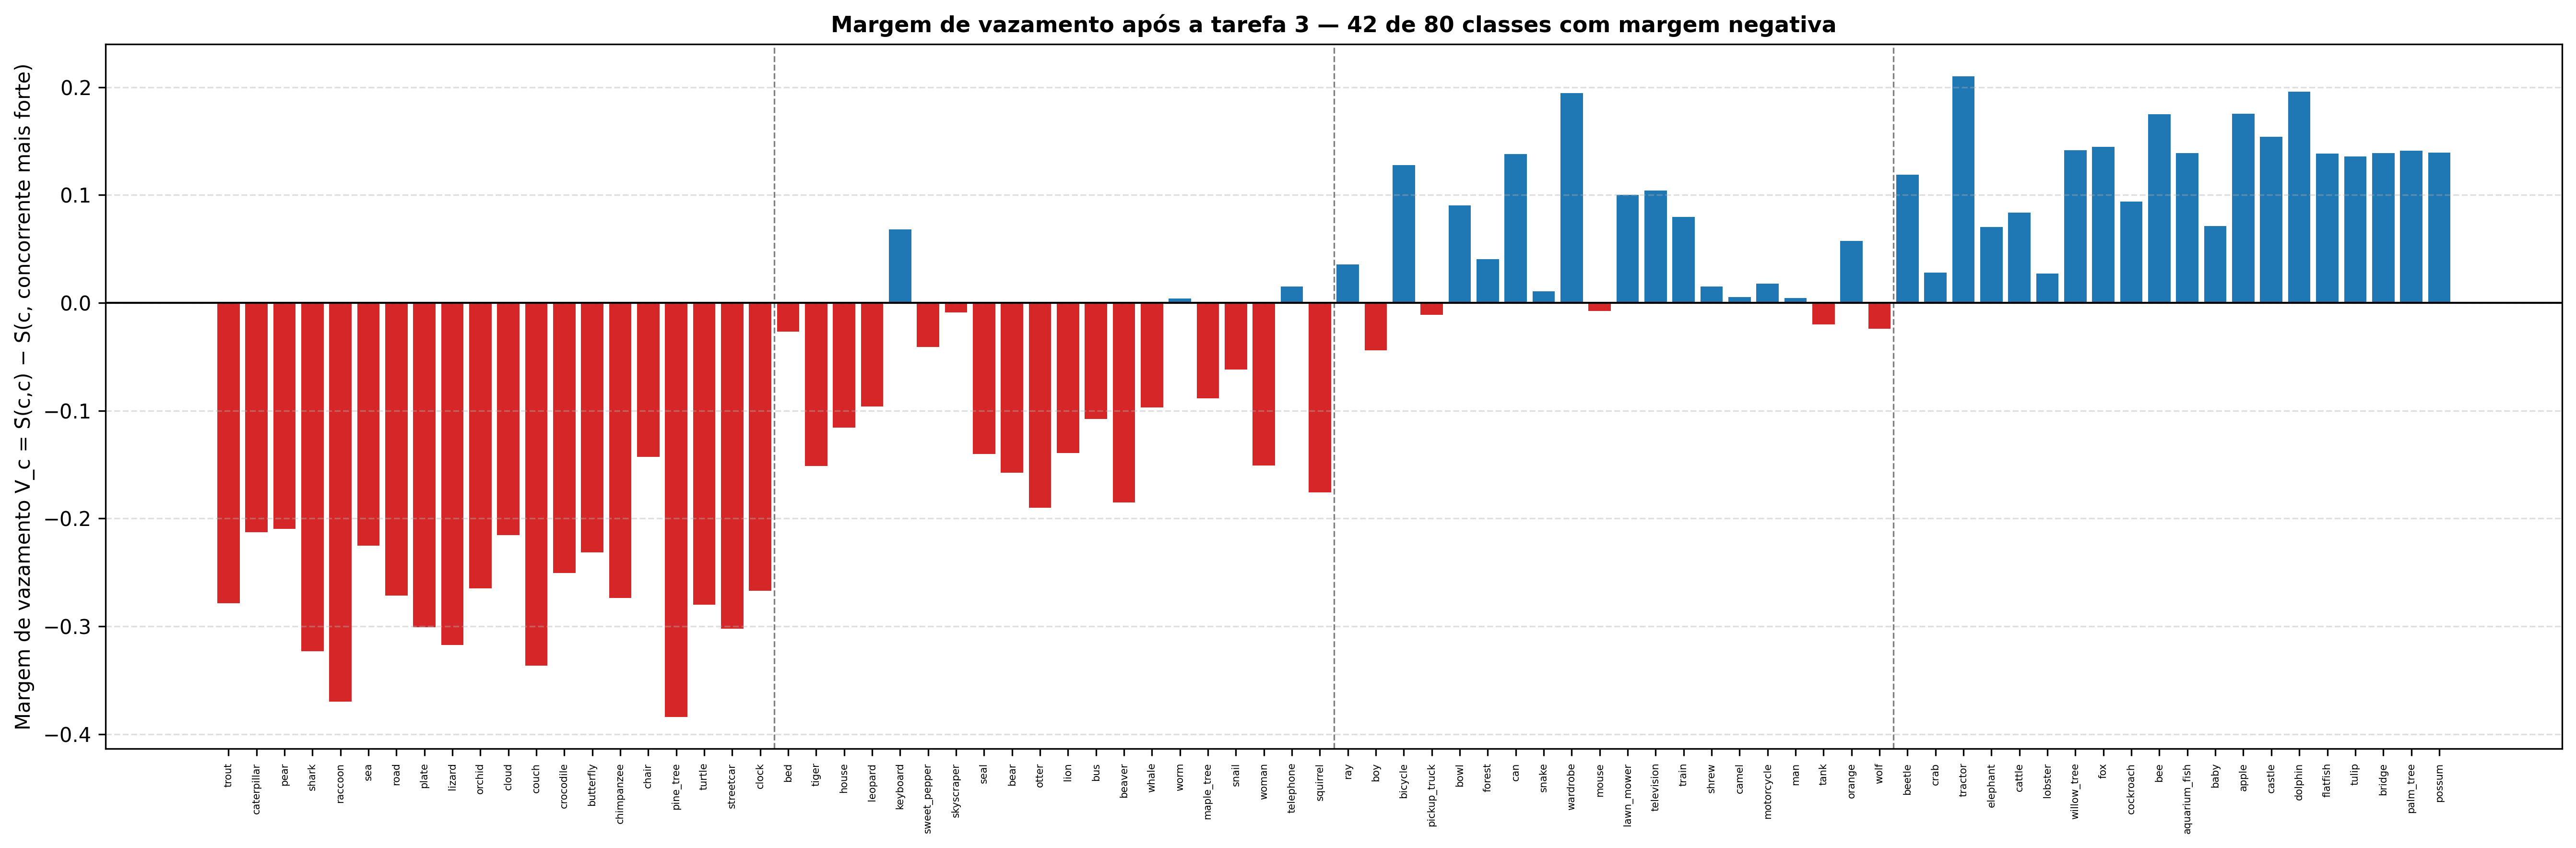 Margem de vazamento após a tarefa 3 — 42 de 80 classes com margem negativa
Margem de vazamento V_c = S(c,c) − S(c, concorrente mais forte)
0.2
0.1
0.0
−0.1
−0.2
−0.3
−0.4
trout
caterpillar
pear
shark
raccoon
sea
road
plate
lizard
orchid
cloud
couch
crocodile
butterfly
chimpanzee
chair
pine_tree
turtle
streetcar
clock
bed
tiger
house
leopard
keyboard
sweet_pepper
skyscraper
seal
bear
otter
lion
bus
beaver
whale
worm
maple_tree
snail
woman
telephone
squirrel
ray
boy
bicycle
pickup_truck
bowl
forest
can
snake
wardrobe
mouse
lawn_mower
television
train
shrew
camel
motorcycle
man
tank
orange
wolf
beetle
crab
tractor
elephant
cattle
lobster
willow_tree
fox
cockroach
bee
aquarium_fish
baby
apple
castle
dolphin
flatfish
tulip
bridge
palm_tree
possum